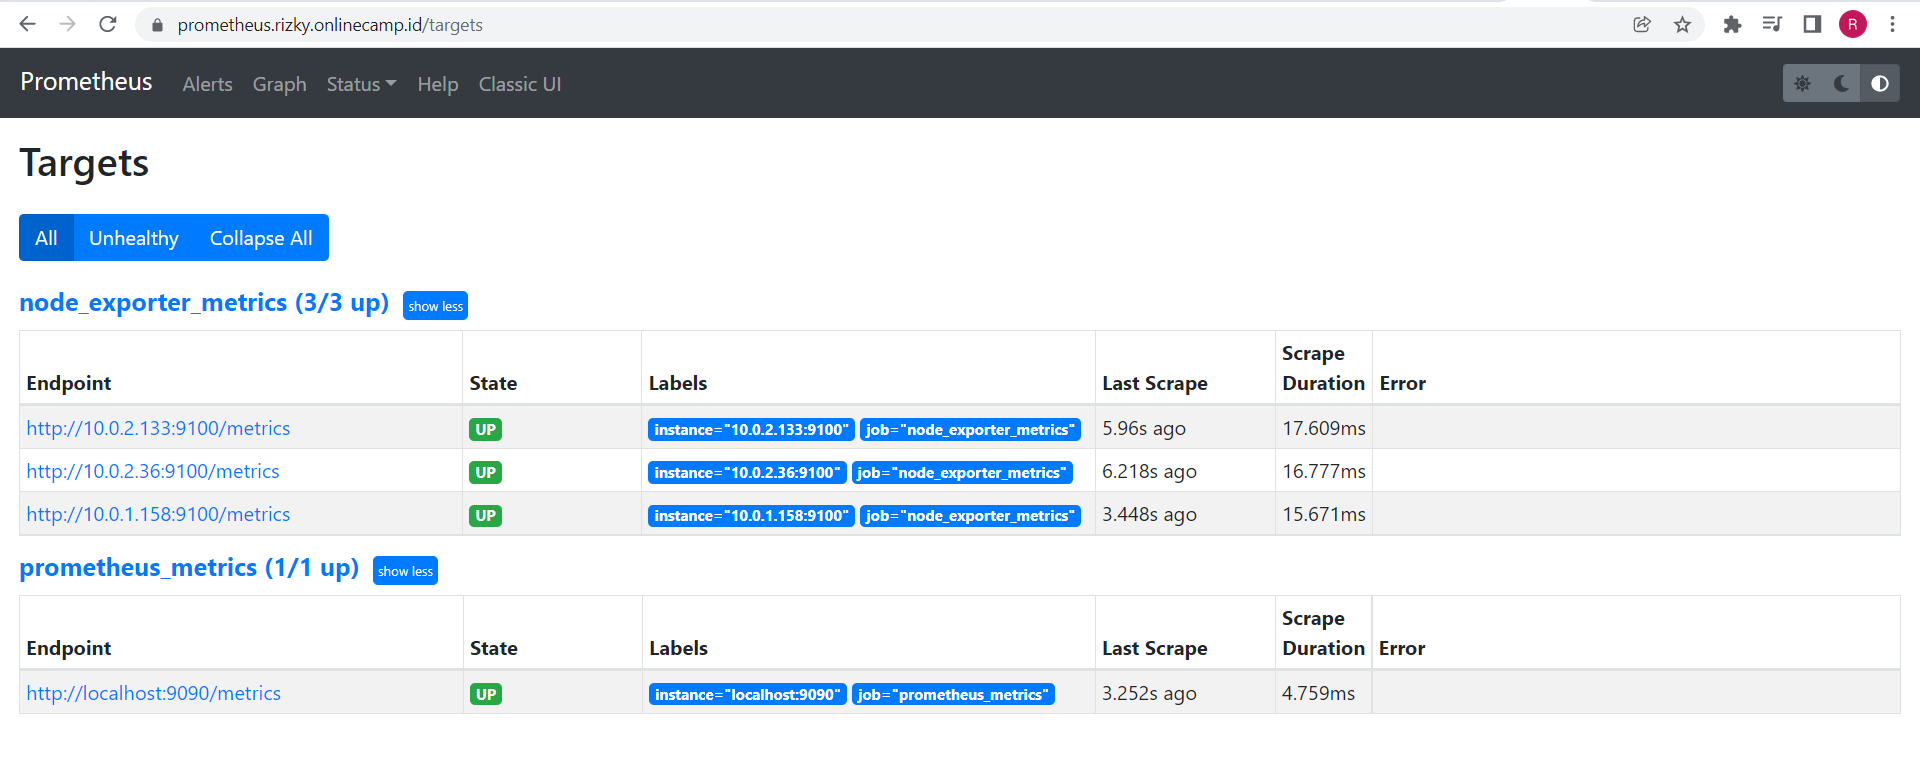 prometheus.rizky.onlinecamp.id/targets
R
Prometheus Alerts Graph Status Help Classic UI
Targets
All Unhealthy Collapse All
node_exporter_metrics (3/3 up) show less
Endpoint State Labels Last Scrape Scrape Duration Error
http://10.0.2.133:9100/metrics UP instance="10.0.2.133:9100" job="node_exporter_metrics" 5.96s ago 17.609ms
http://10.0.2.36:9100/metrics UP instance="10.0.2.36:9100" job="node_exporter_metrics" 6.218s ago 16.777ms
http://10.0.1.158:9100/metrics UP instance="10.0.1.158:9100" job="node_exporter_metrics" 3.448s ago 15.671ms
prometheus_metrics (1/1 up) show less
Endpoint State Labels Last Scrape Scrape Duration Error
http://localhost:9090/metrics UP instance="localhost:9090" job="prometheus_metrics" 3.252s ago 4.759ms